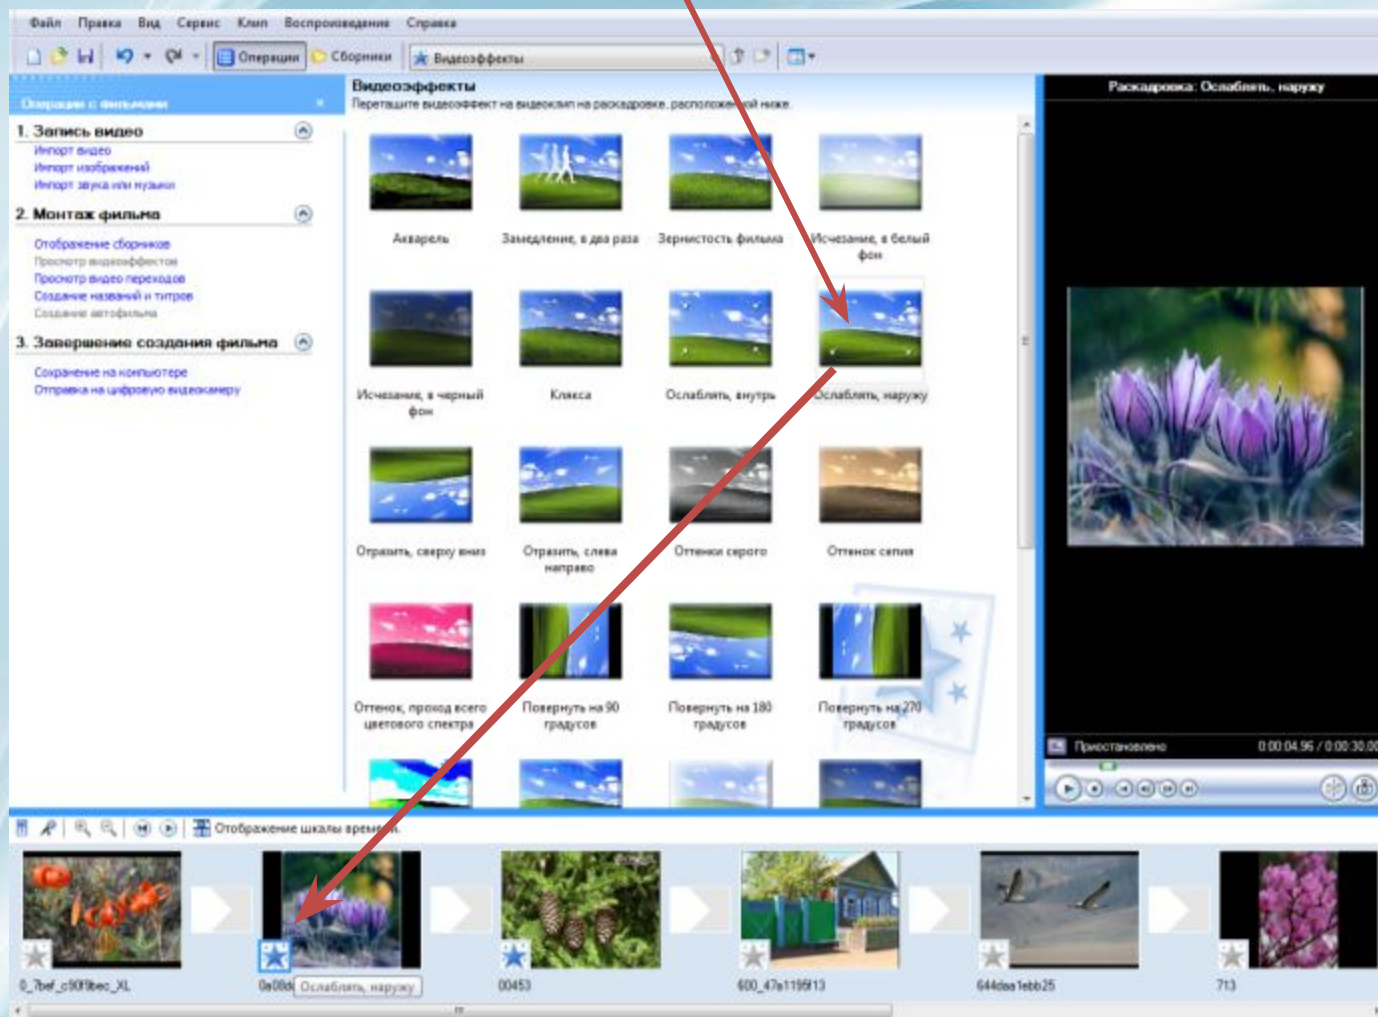 Файл Правка Вид Сервис Клип Воспроизведение Справка
Операции Сборники Видеоэффекты
Операции с фильмами
1. Запись видео
Импорт видео
Импорт изображений
Импорт звука или музыки
2. Монтаж фильма
Отображение сборников
Просмотр видеоэффектов
Просмотр видео переходов
Создание названий и титров
Создание автофильма
3. Завершение создания фильма
Сохранение на компьютере
Отправка на цифровую видеокамеру
Видеоэффекты
Перетащите видеоэффект на видеоклип на раскадровке, расположенной ниже.
Акварель
Замедление, в два раза
Зернистость фильма
Исчезание, в белый
фон
Исчезание, в черный
фон
Клякса
Ослаблять, внутрь
Ослаблять, наружу
Отразить, сверху вниз
Отразить, слева
направо
Оттенки серого
Оттенок сепия
Оттенок, проход всего
цветового спектра
Повернуть на 90
градусов
Повернуть на 180
градусов
Повернуть на 270
градусов
Раскадровка: Ослаблять, наружу
Приостановлено 0:00:04.96 / 0:00:30.00
Отображение шкалы времени
0_7bef_c90f9bec_XL
Ослаблять, наружу
00453
600_47e1195f13
644daa1ebb25
713